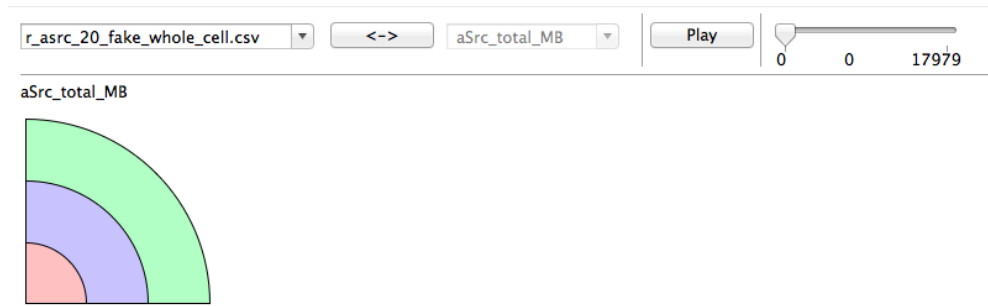 r_asrc_20_fake_whole_cell.csv <-> aSrc_total_MB Play
0 0 17979
aSrc_total_MB